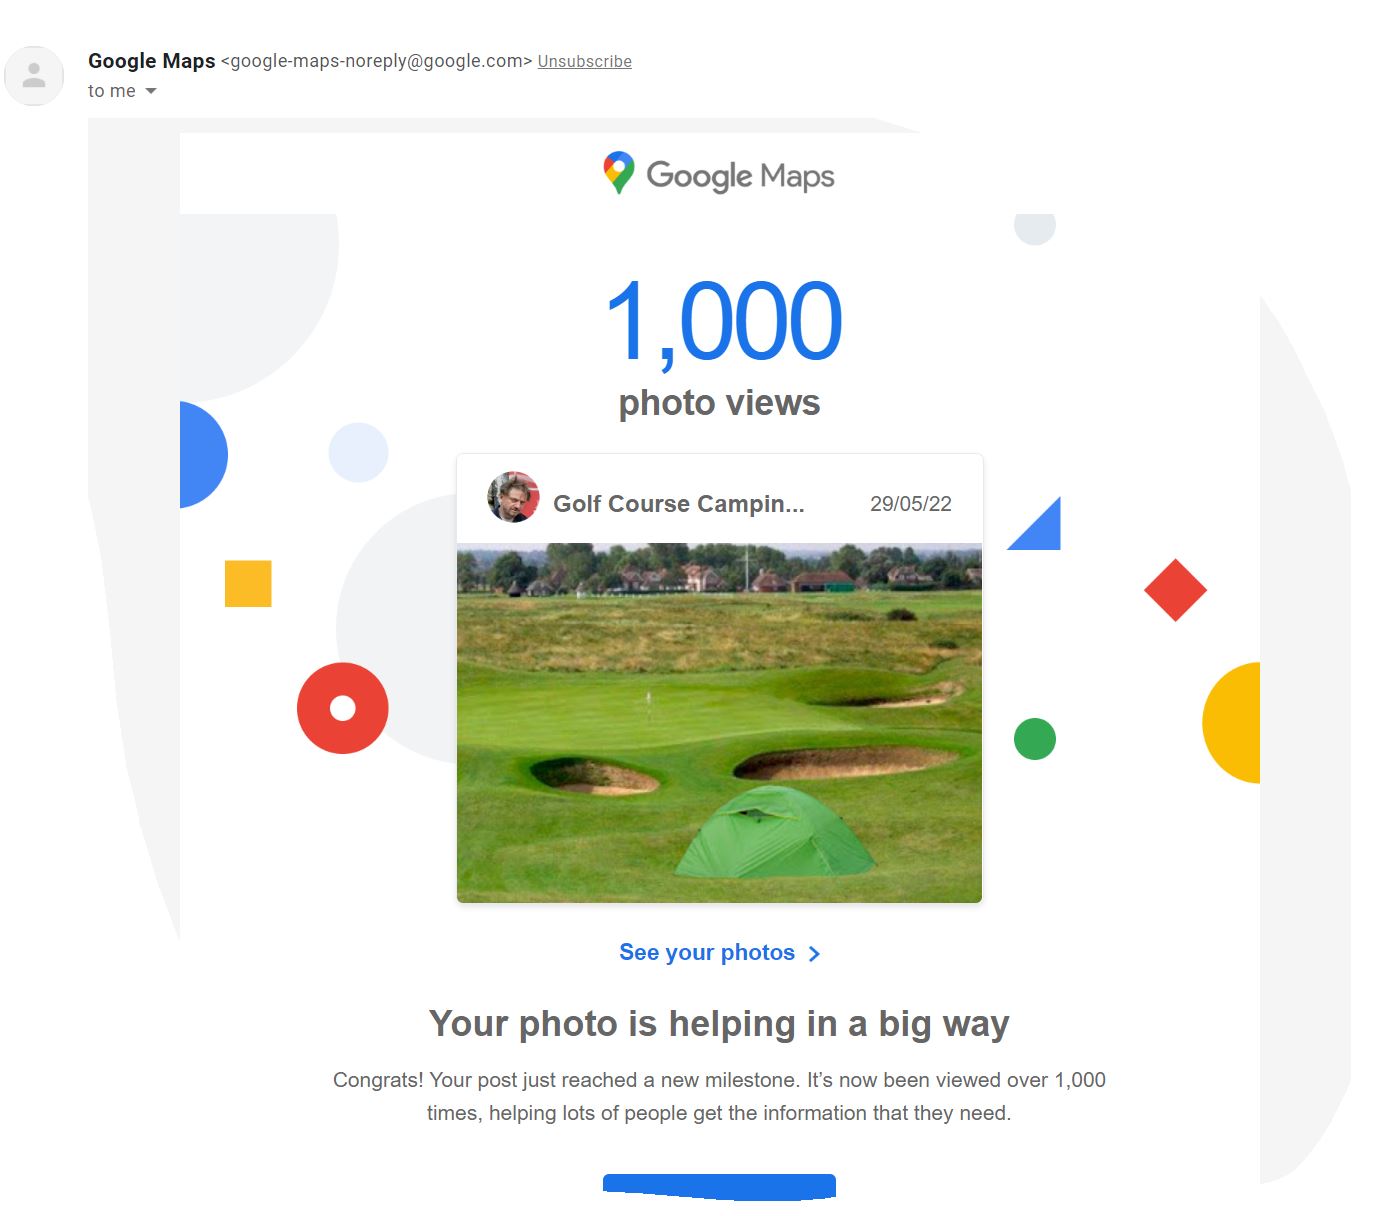 Google Maps <google-maps-noreply@google.com> Unsubscribe
to me
Google Maps
1,000
photo views
Golf Course Campin... 29/05/22
See your photos
Your photo is helping in a big way
Congrats! Your post just reached a new milestone. It’s now been viewed over 1,000
times, helping lots of people get the information that they need.